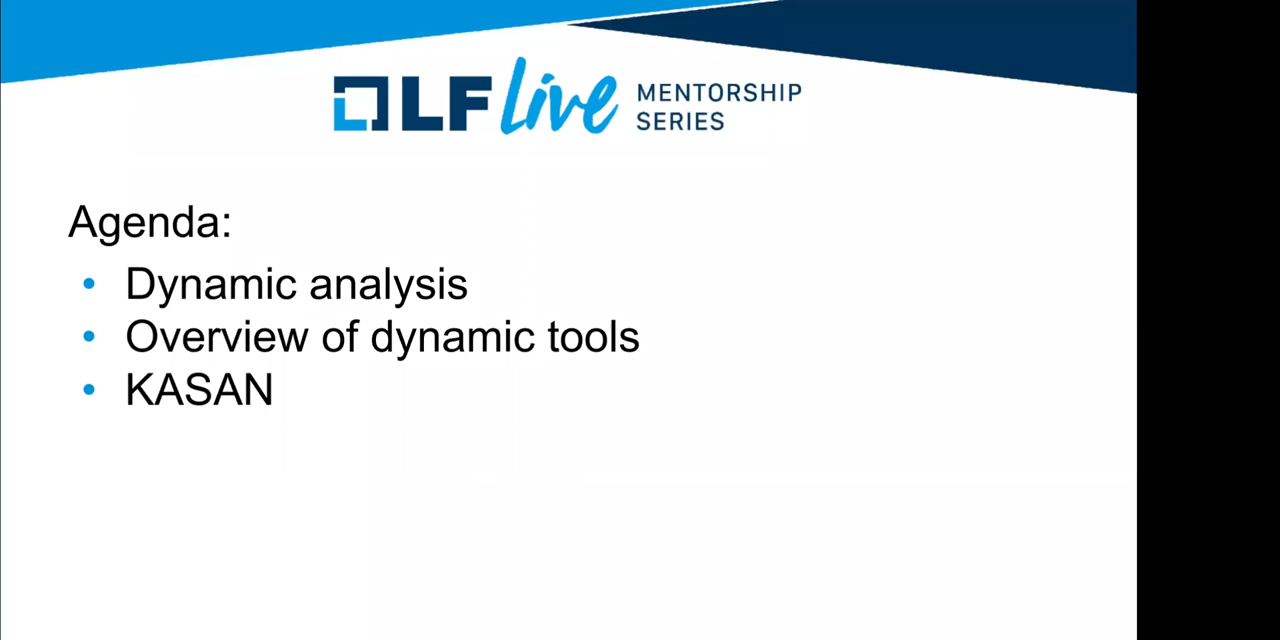 LF Live MENTORSHIP
SERIES
Agenda:
• Dynamic analysis
• Overview of dynamic tools
• KASAN